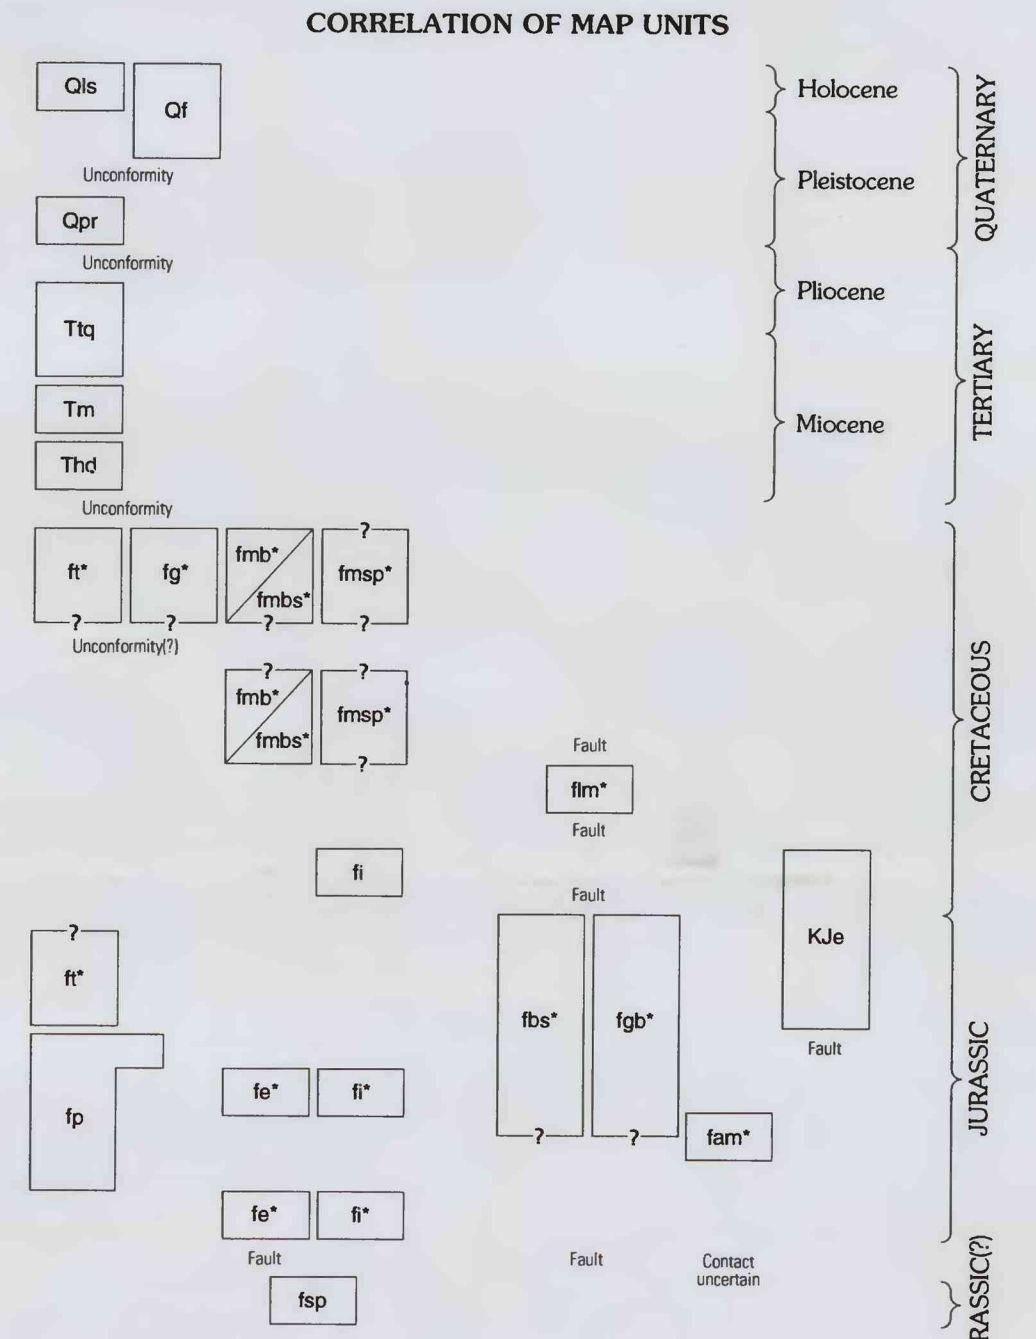 CORRELATION OF MAP UNITS
Qls
Qf
Holocene
QUATERNARY
Unconformity
Pleistocene
Qpr
Unconformity
Ttq
Pliocene
TERTIARY
Tm
Miocene
Thd
Unconformity
ft*
fg*
fmb*
fmbs*
?
fmsp*
?
?
?
?
Unconformity(?)
CRETACEOUS
?
fmb*
fmbs*
?
fmsp*
?
Fault
flm*
Fault
fi
Fault
KJe
Fault
?
ft*
fbs*
?
fgb*
?
JURASSIC
fp
fe*
fi*
fam*
fe*
fi*
Fault
Fault
Contact
uncertain
fsp
RASSIC(?)